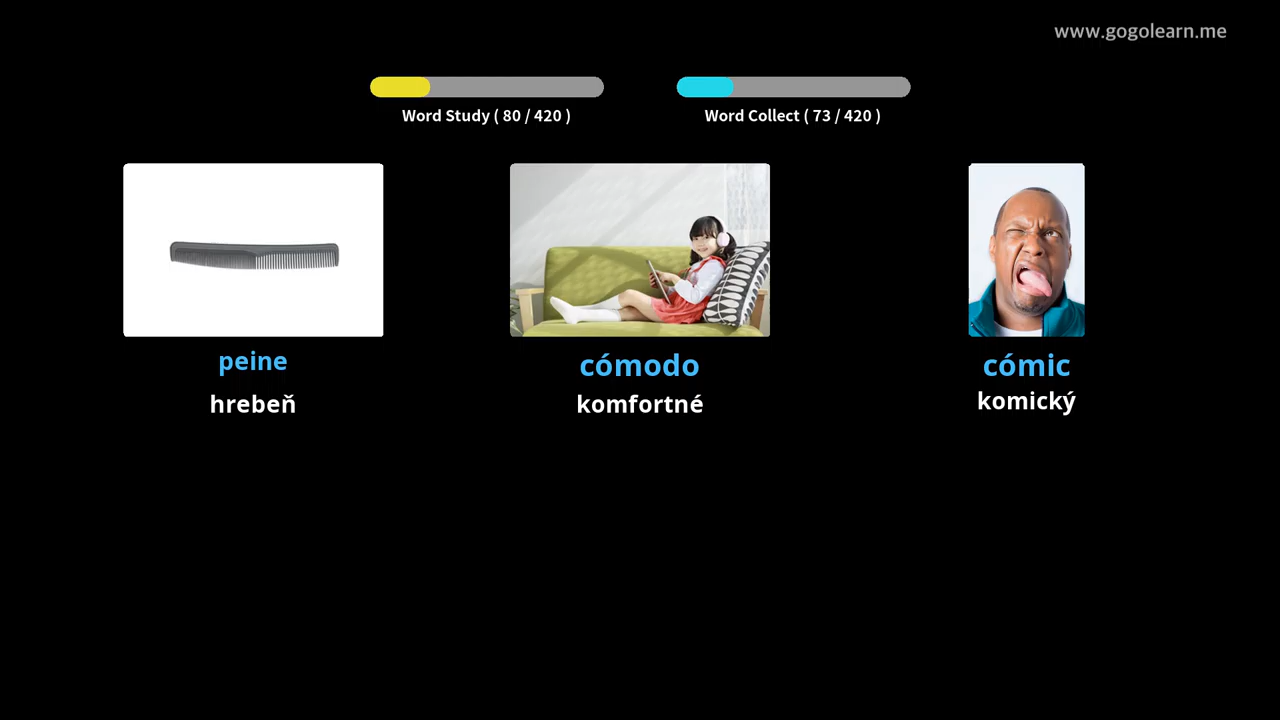 www.gogolearn.me
Word Study ( 80 / 420 )
Word Collect ( 73 / 420 )
peine
hrebeň
cómodo
komfortné
cómic
komický